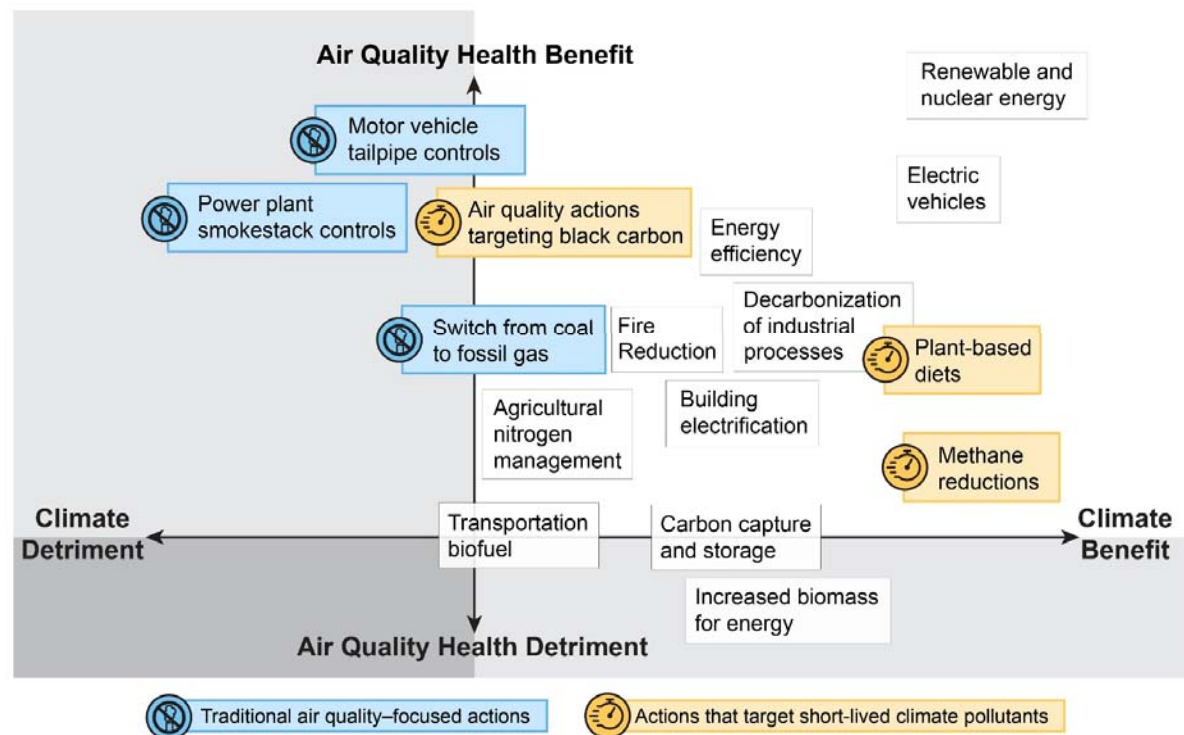 Air Quality Health Benefit
Renewable and
nuclear energy
Motor vehicle
tailpipe controls
Electric
vehicles
Power plant
smokestack controls
Air quality actions
targeting black carbon
Energy
efficiency
Decarbonization
of industrial
processes
Switch from coal
to fossil gas
Fire
Reduction
Plant-based
diets
Agricultural
nitrogen
management
Building
electrification
Methane
reductions
Climate
Detriment
Transportation
biofuel
Carbon capture
and storage
Climate
Benefit
Increased biomass
for energy
Air Quality Health Detriment
Traditional air quality–focused actions
Actions that target short-lived climate pollutants